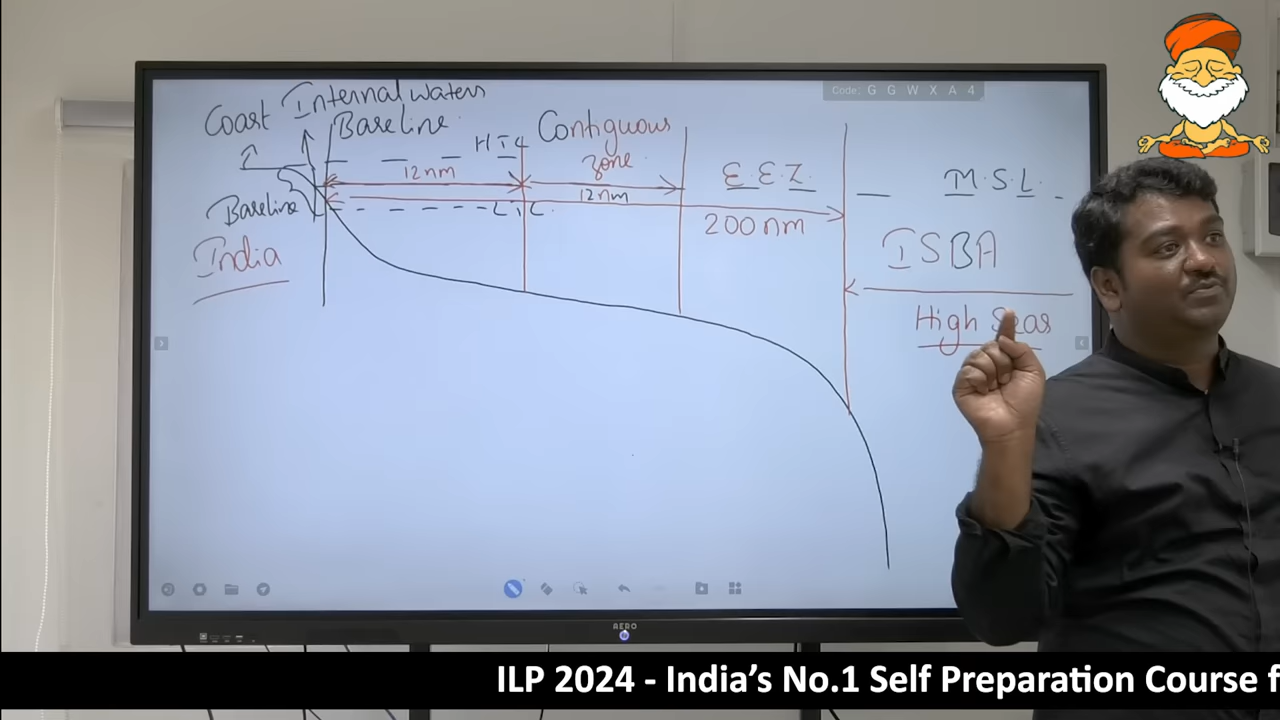 Code: G G W X A 4
Coast Internal waters
Baseline
HTL
Contiguous
zone
12nm
12nm
E.E.Z.
M.S.L.
Baseline
200nm
India
ISBA
High Seas
AERO
ILP 2024 - India's No.1 Self Preparation Course f